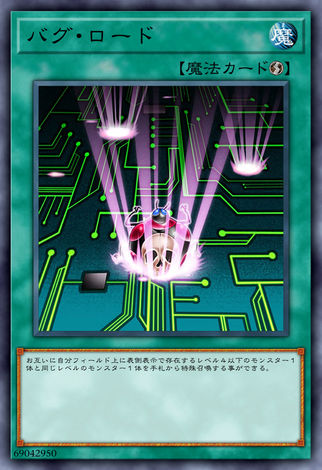 バグ・ロード
魔
【魔法カード】
お互いに自分フィールド上に表側表示で存在するレベル4以下のモンスター1
体と同じレベルのモンスター1体を手札から特殊召喚する事ができる。
69042950